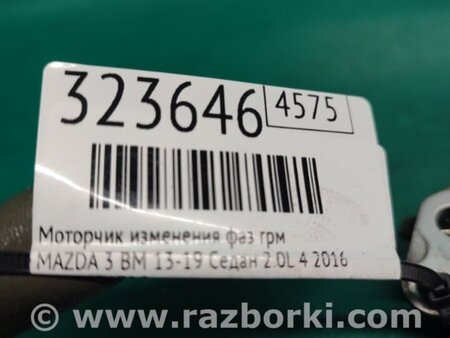 323646 4575
Моторчик изменения фаз грм
MAZDA 3 BM 13-19 Седан 2.0L 4 2016
© www.razborki.com